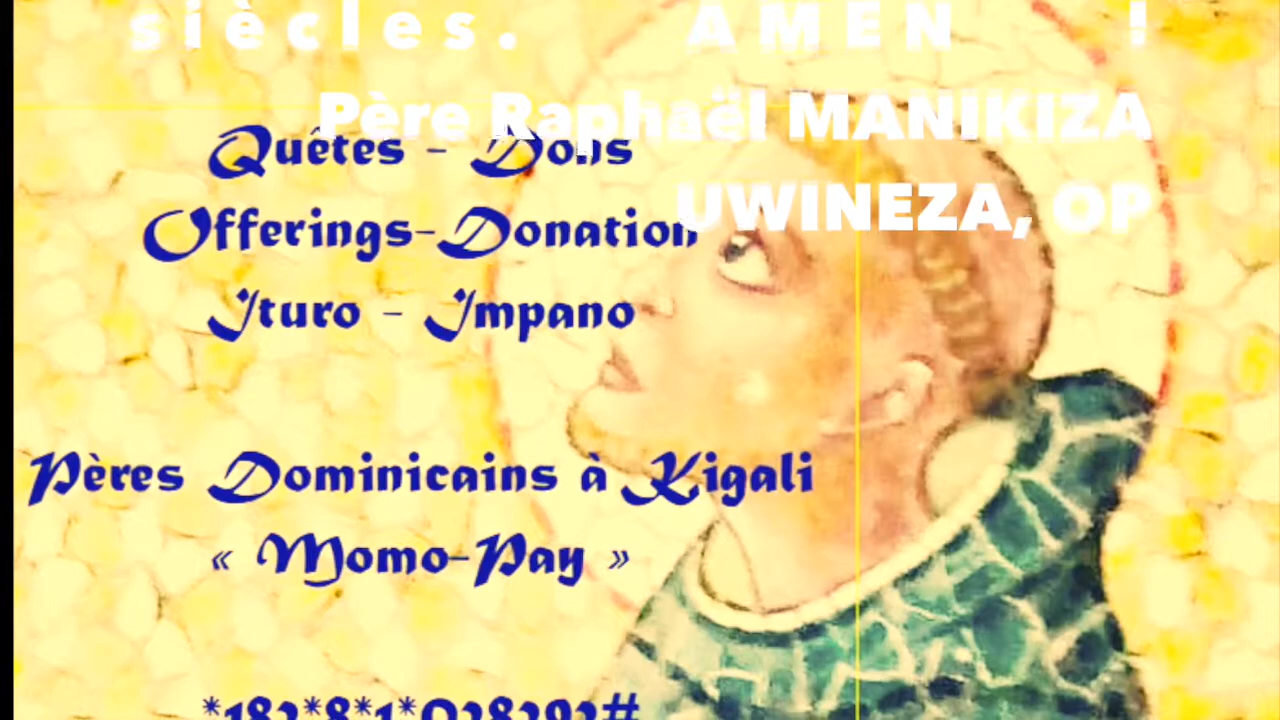 siècles. AMEN !
Père Raphaël MANIKIZA
UWINEZA, OP
Quêtes - Dons
Offerings-Donation
Ituro - Impano
Pères Dominicains à Kigali
« Momo-Pay »